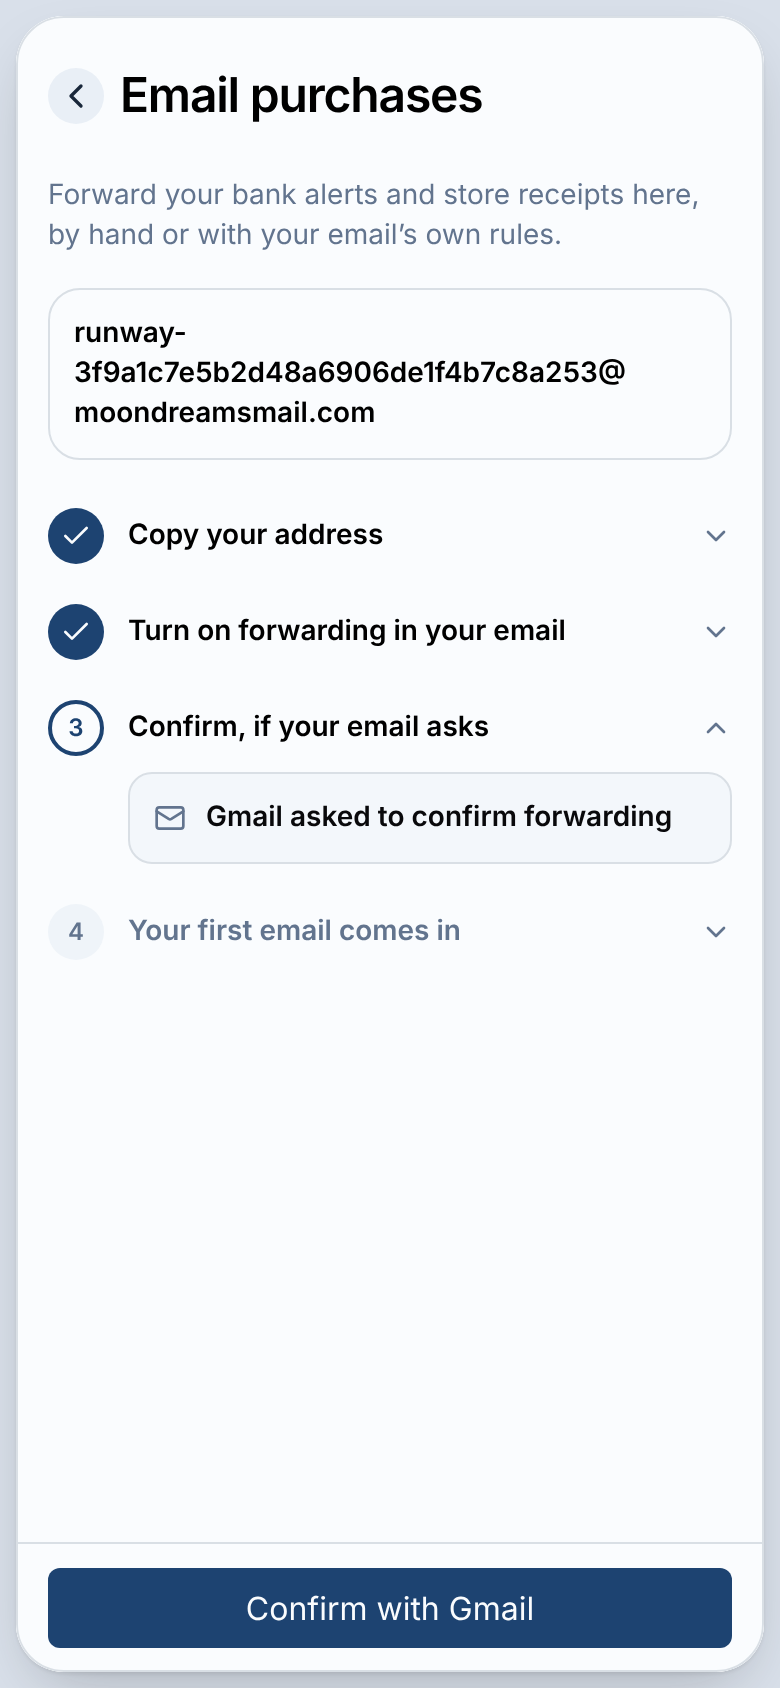 Email purchases
Forward your bank alerts and store receipts here,
by hand or with your email’s own rules.
runway-
3f9a1c7e5b2d48a6906de1f4b7c8a253@
moondreamsmail.com
Copy your address
Turn on forwarding in your email
3 Confirm, if your email asks
Gmail asked to confirm forwarding
4 Your first email comes in
Confirm with Gmail